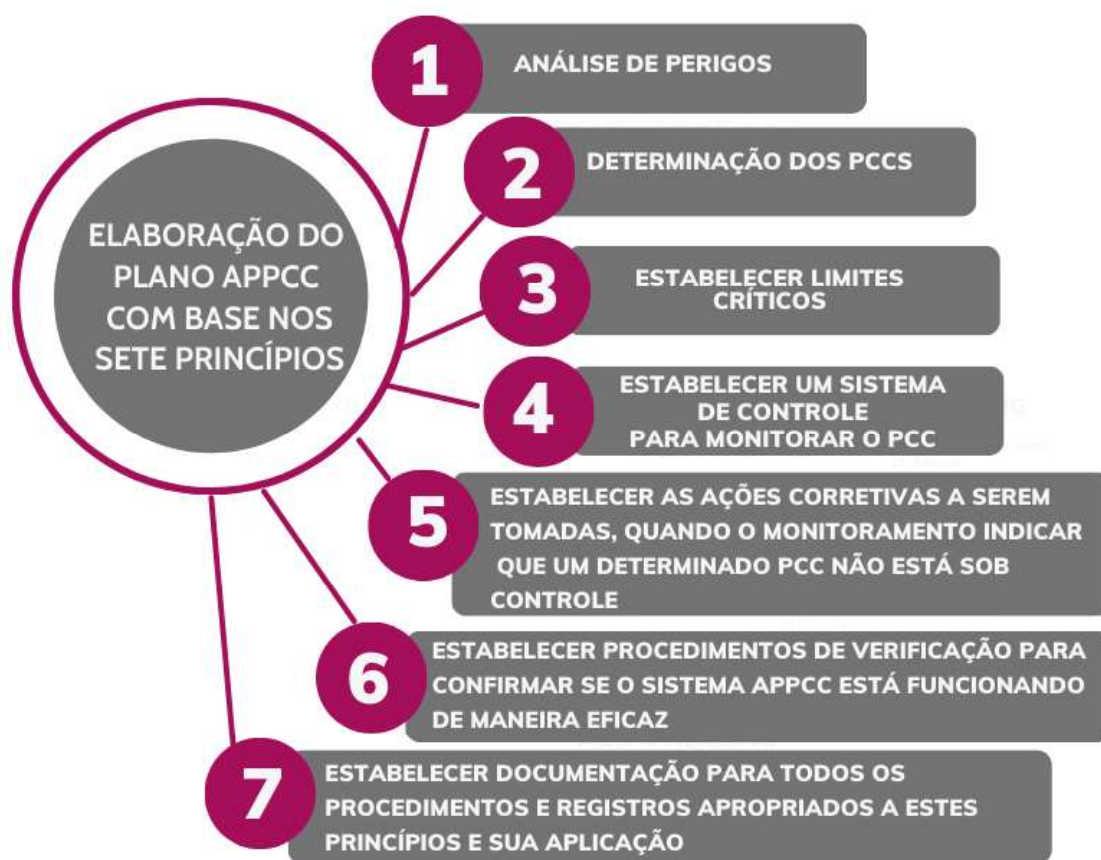 ELABORAÇÃO DO
PLANO APPCC
COM BASE NOS
SETE PRINCÍPIOS
1
ANÁLISE DE PERIGOS
2
DETERMINAÇÃO DOS PCCS
3
ESTABELECER LIMITES
CRÍTICOS
4
ESTABELECER UM SISTEMA
DE CONTROLE
PARA MONITORAR O PCC
5
ESTABELECER AS AÇÕES CORRETIVAS A SEREM
TOMADAS, QUANDO O MONITORAMENTO INDICAR
QUE UM DETERMINADO PCC NÃO ESTÁ SOB
CONTROLE
6
ESTABELECER PROCEDIMENTOS DE VERIFICAÇÃO PARA
CONFIRMAR SE O SISTEMA APPCC ESTÁ FUNCIONANDO
DE MANEIRA EFICAZ
7
ESTABELECER DOCUMENTAÇÃO PARA TODOS OS
PROCEDIMENTOS E REGISTROS APROPRIADOS A ESTES
PRINCÍPIOS E SUA APLICAÇÃO